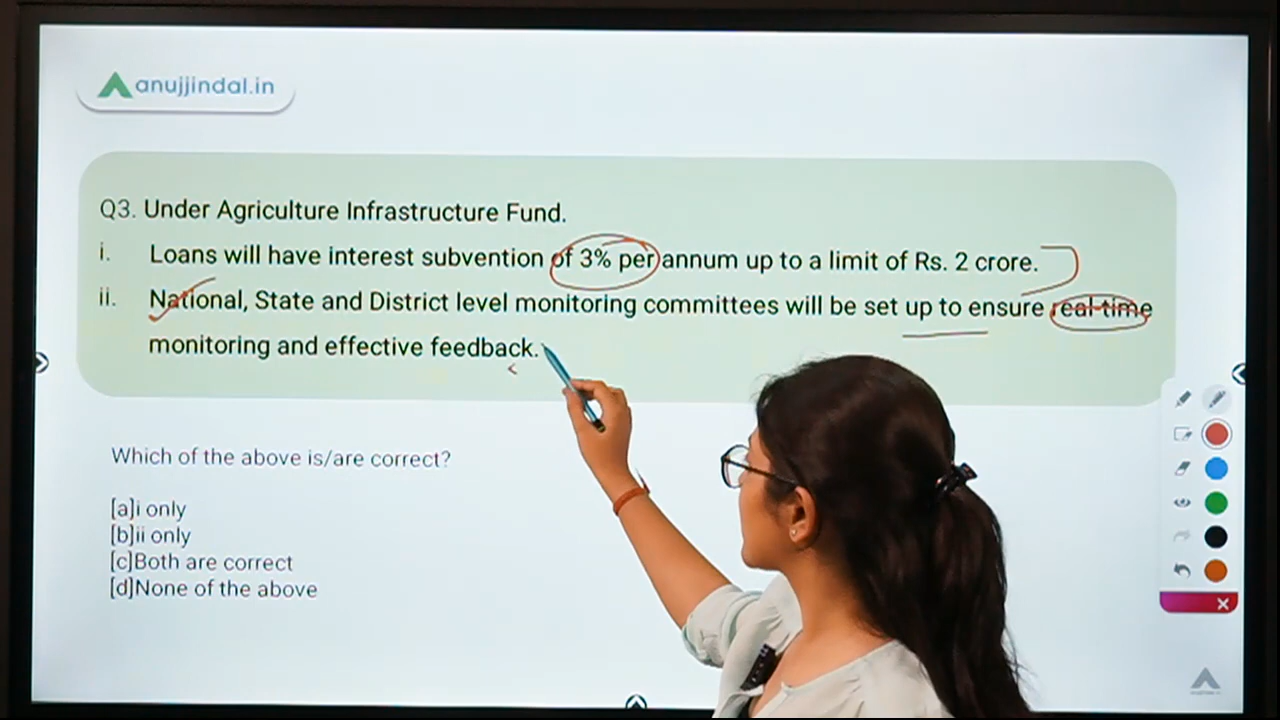 anujjindal.in
Q3. Under Agriculture Infrastructure Fund.
i. Loans will have interest subvention of 3% per annum up to a limit of Rs. 2 crore.
ii. National, State and District level monitoring committees will be set up to ensure real-time
monitoring and effective feedback.
Which of the above is/are correct?
[a]i only
[b]ii only
[c]Both are correct
[d]None of the above